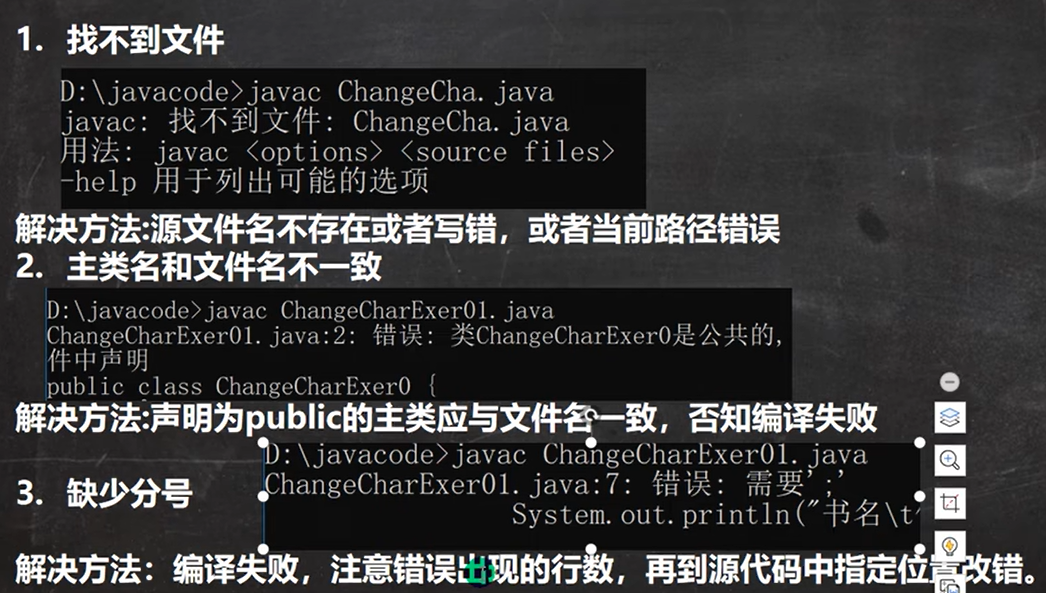 1. 找不到文件
D:\javacode>javac ChangeCha.java
javac: 找不到文件: ChangeCha.java
用法: javac <options> <source files>
-help 用于列出可能的选项
解决方法:源文件名不存在或者写错，或者当前路径错误
2. 主类名和文件名不一致
D:\javacode>javac ChangeCharExer01.java
ChangeCharExer01.java:2: 错误: 类ChangeCharExer0是公共的,
件中声明
public class ChangeCharExer0 {
解决方法:声明为public的主类应与文件名一致，否知编译失败
D:\javacode>javac ChangeCharExer01.java
ChangeCharExer01.java:7: 错误: 需要';'
3. 缺少分号
System.out.println("书名\t
解决方法：编译失败，注意错误出现的行数，再到源代码中指定位置改错。